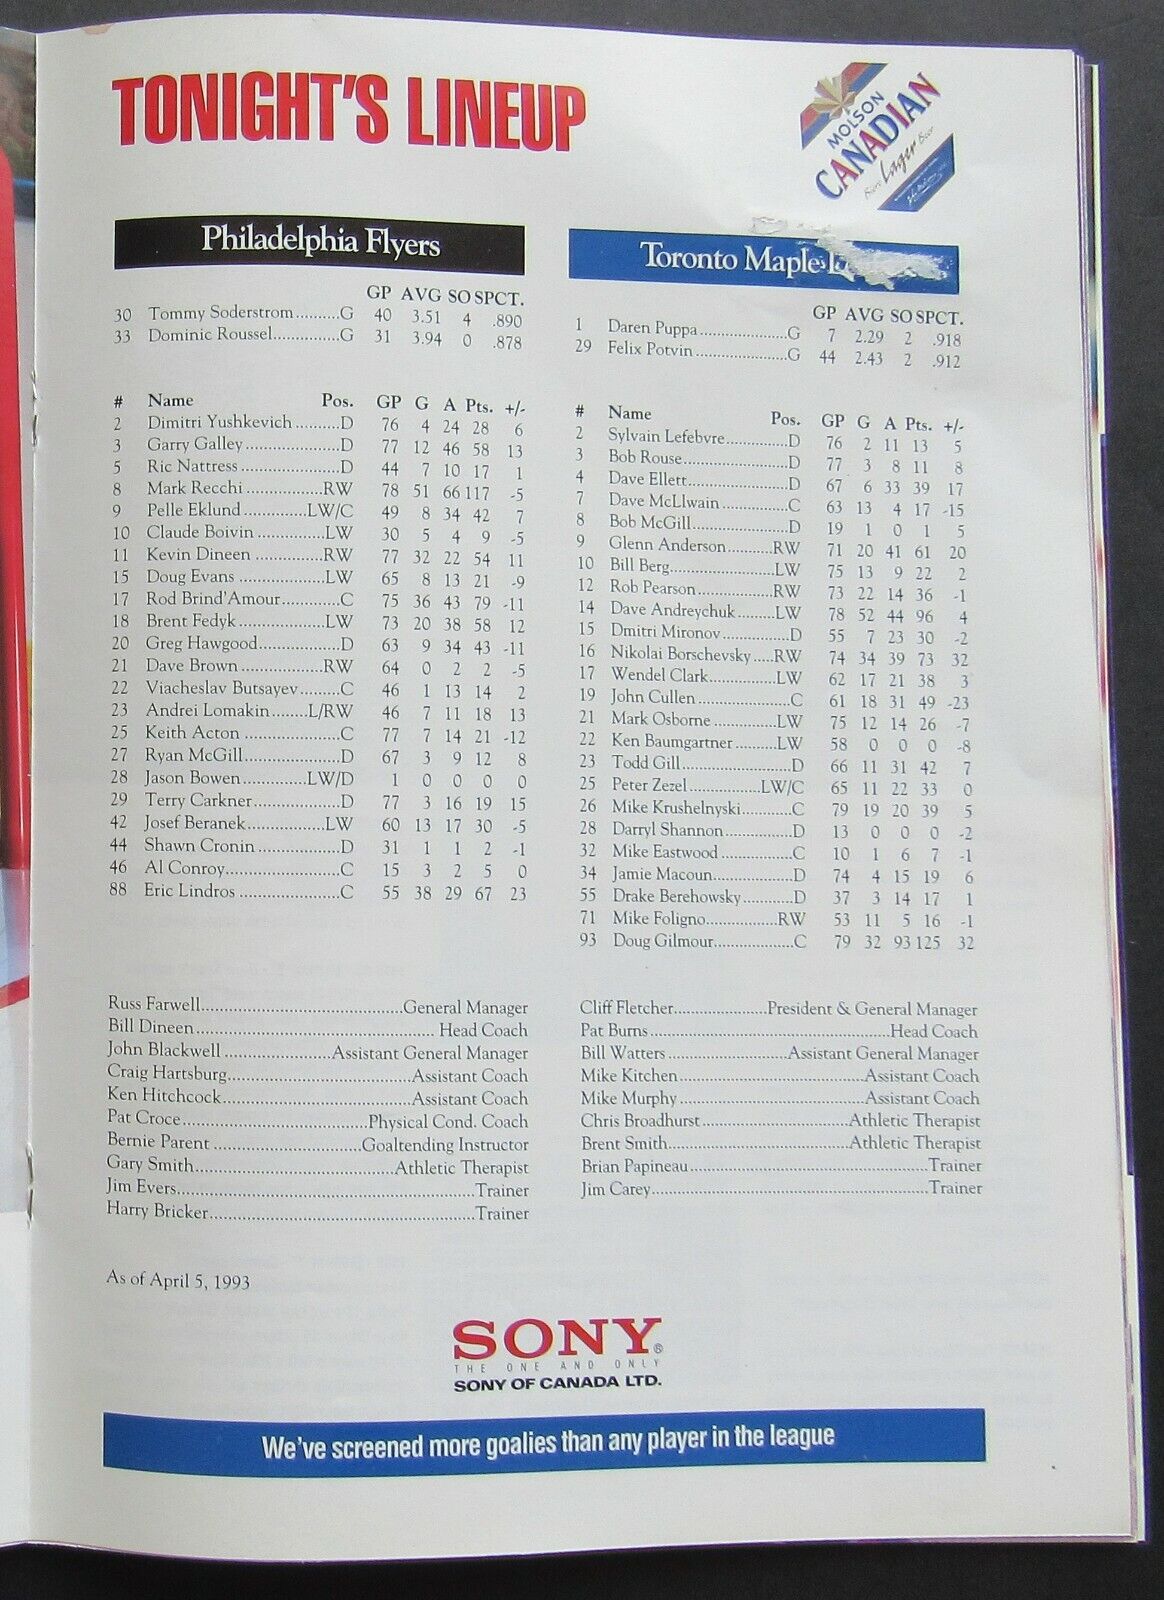 TONIGHT'S LINEUP
MOLSON
CANADIAN
Lager
Beer
Philadelphia Flyers
GP AVG SO SPCT.
30 Tommy Soderstrom..........G 40 3.51 4 .890
33 Dominic Roussel...............G 31 3.94 0 .878
# Name Pos. GP G A Pts. +/-
2 Dimitri Yushkevich..........D 76 4 24 28 6
3 Garry Galley.....................D 77 12 46 58 13
5 Ric Nattress......................D 44 7 10 17 1
8 Mark Recchi.................RW 78 51 66 117 -5
9 Pelle Eklund..............LW/C 49 8 34 42 7
10 Claude Boivin...............LW 30 5 4 9 -5
11 Kevin Dineen................RW 77 32 22 54 11
15 Doug Evans...................LW 65 8 13 21 -9
17 Rod Brind'Amour............C 75 36 43 79 -11
18 Brent Fedyk...................LW 73 20 38 58 12
20 Greg Hawgood.................D 63 9 34 43 -11
21 Dave Brown..................RW 64 0 2 2 -5
22 Viacheslav Butsayev.........C 46 1 13 14 2
23 Andrei Lomakin........L/RW 46 7 11 18 13
25 Keith Acton.....................C 77 7 14 21 -12
27 Ryan McGill.....................D 67 3 9 12 8
28 Jason Bowen.............LW/D 1 0 0 0 0
29 Terry Carkner...................D 77 3 16 19 15
42 Josef Beranek.................LW 60 13 17 30 -5
44 Shawn Cronin..................D 31 1 1 2 -1
46 Al Conroy.........................C 15 3 2 5 0
88 Eric Lindros......................C 55 38 29 67 23
Russ Farwell........................................General Manager
Bill Dineen................................................Head Coach
John Blackwell......................Assistant General Manager
Craig Hartsburg.....................................Assistant Coach
Ken Hitchcock......................................Assistant Coach
Pat Croce......................................Physical Cond. Coach
Bernie Parent..............................Goaltending Instructor
Gary Smith........................................Athletic Therapist
Jim Evers............................................................Trainer
Harry Bricker.....................................................Trainer
As of April 5, 1993
Toronto Maple
GP AVG SO SPCT.
1 Daren Puppa....................G 7 2.29 2 .918
29 Felix Potvin.....................G 44 2.43 2 .912
# Name Pos. GP G A Pts. +/-
2 Sylvain Lefebvre..............D 76 2 11 13 5
3 Bob Rouse.......................D 77 3 8 11 8
4 Dave Ellett.......................D 67 6 33 39 17
7 Dave McLlwain................C 63 13 4 17 -15
8 Bob McGill......................D 19 1 0 1 5
9 Glenn Anderson...........RW 71 20 41 61 20
10 Bill Berg.......................LW 75 13 9 22 2
12 Rob Pearson..................RW 73 22 14 36 -1
14 Dave Andreychuk..........LW 78 52 44 96 4
15 Dmitri Mironov................D 55 7 23 30 -2
16 Nikolai Borschevsky.....RW 74 34 39 73 32
17 Wendel Clark.................LW 62 17 21 38 3
19 John Cullen......................C 61 18 31 49 -23
21 Mark Osborne................LW 75 12 14 26 -7
22 Ken Baumgartner..........LW 58 0 0 0 -8
23 Todd Gill.........................D 66 11 31 42 7
25 Peter Zezel.................LW/C 65 11 22 33 0
26 Mike Krushelnyski............C 79 19 20 39 5
28 Darryl Shannon.................D 13 0 0 0 -2
32 Mike Eastwood.................C 10 1 6 7 -1
34 Jamie Macoun...................D 74 4 15 19 6
55 Drake Berehowsky............D 37 3 14 17 1
71 Mike Foligno.................RW 53 11 5 16 -1
93 Doug Gilmour...................C 79 32 93 125 32
Cliff Fletcher...................President & General Manager
Pat Burns................................................Head Coach
Bill Watters.........................Assistant General Manager
Mike Kitchen......................................Assistant Coach
Mike Murphy......................................Assistant Coach
Chris Broadhurst.............................Athletic Therapist
Brent Smith....................................Athletic Therapist
Brian Papineau..................................................Trainer
Jim Carey..........................................................Trainer
SONY®
THE ONE AND ONLY
SONY OF CANADA LTD.
We've screened more goalies than any player in the league